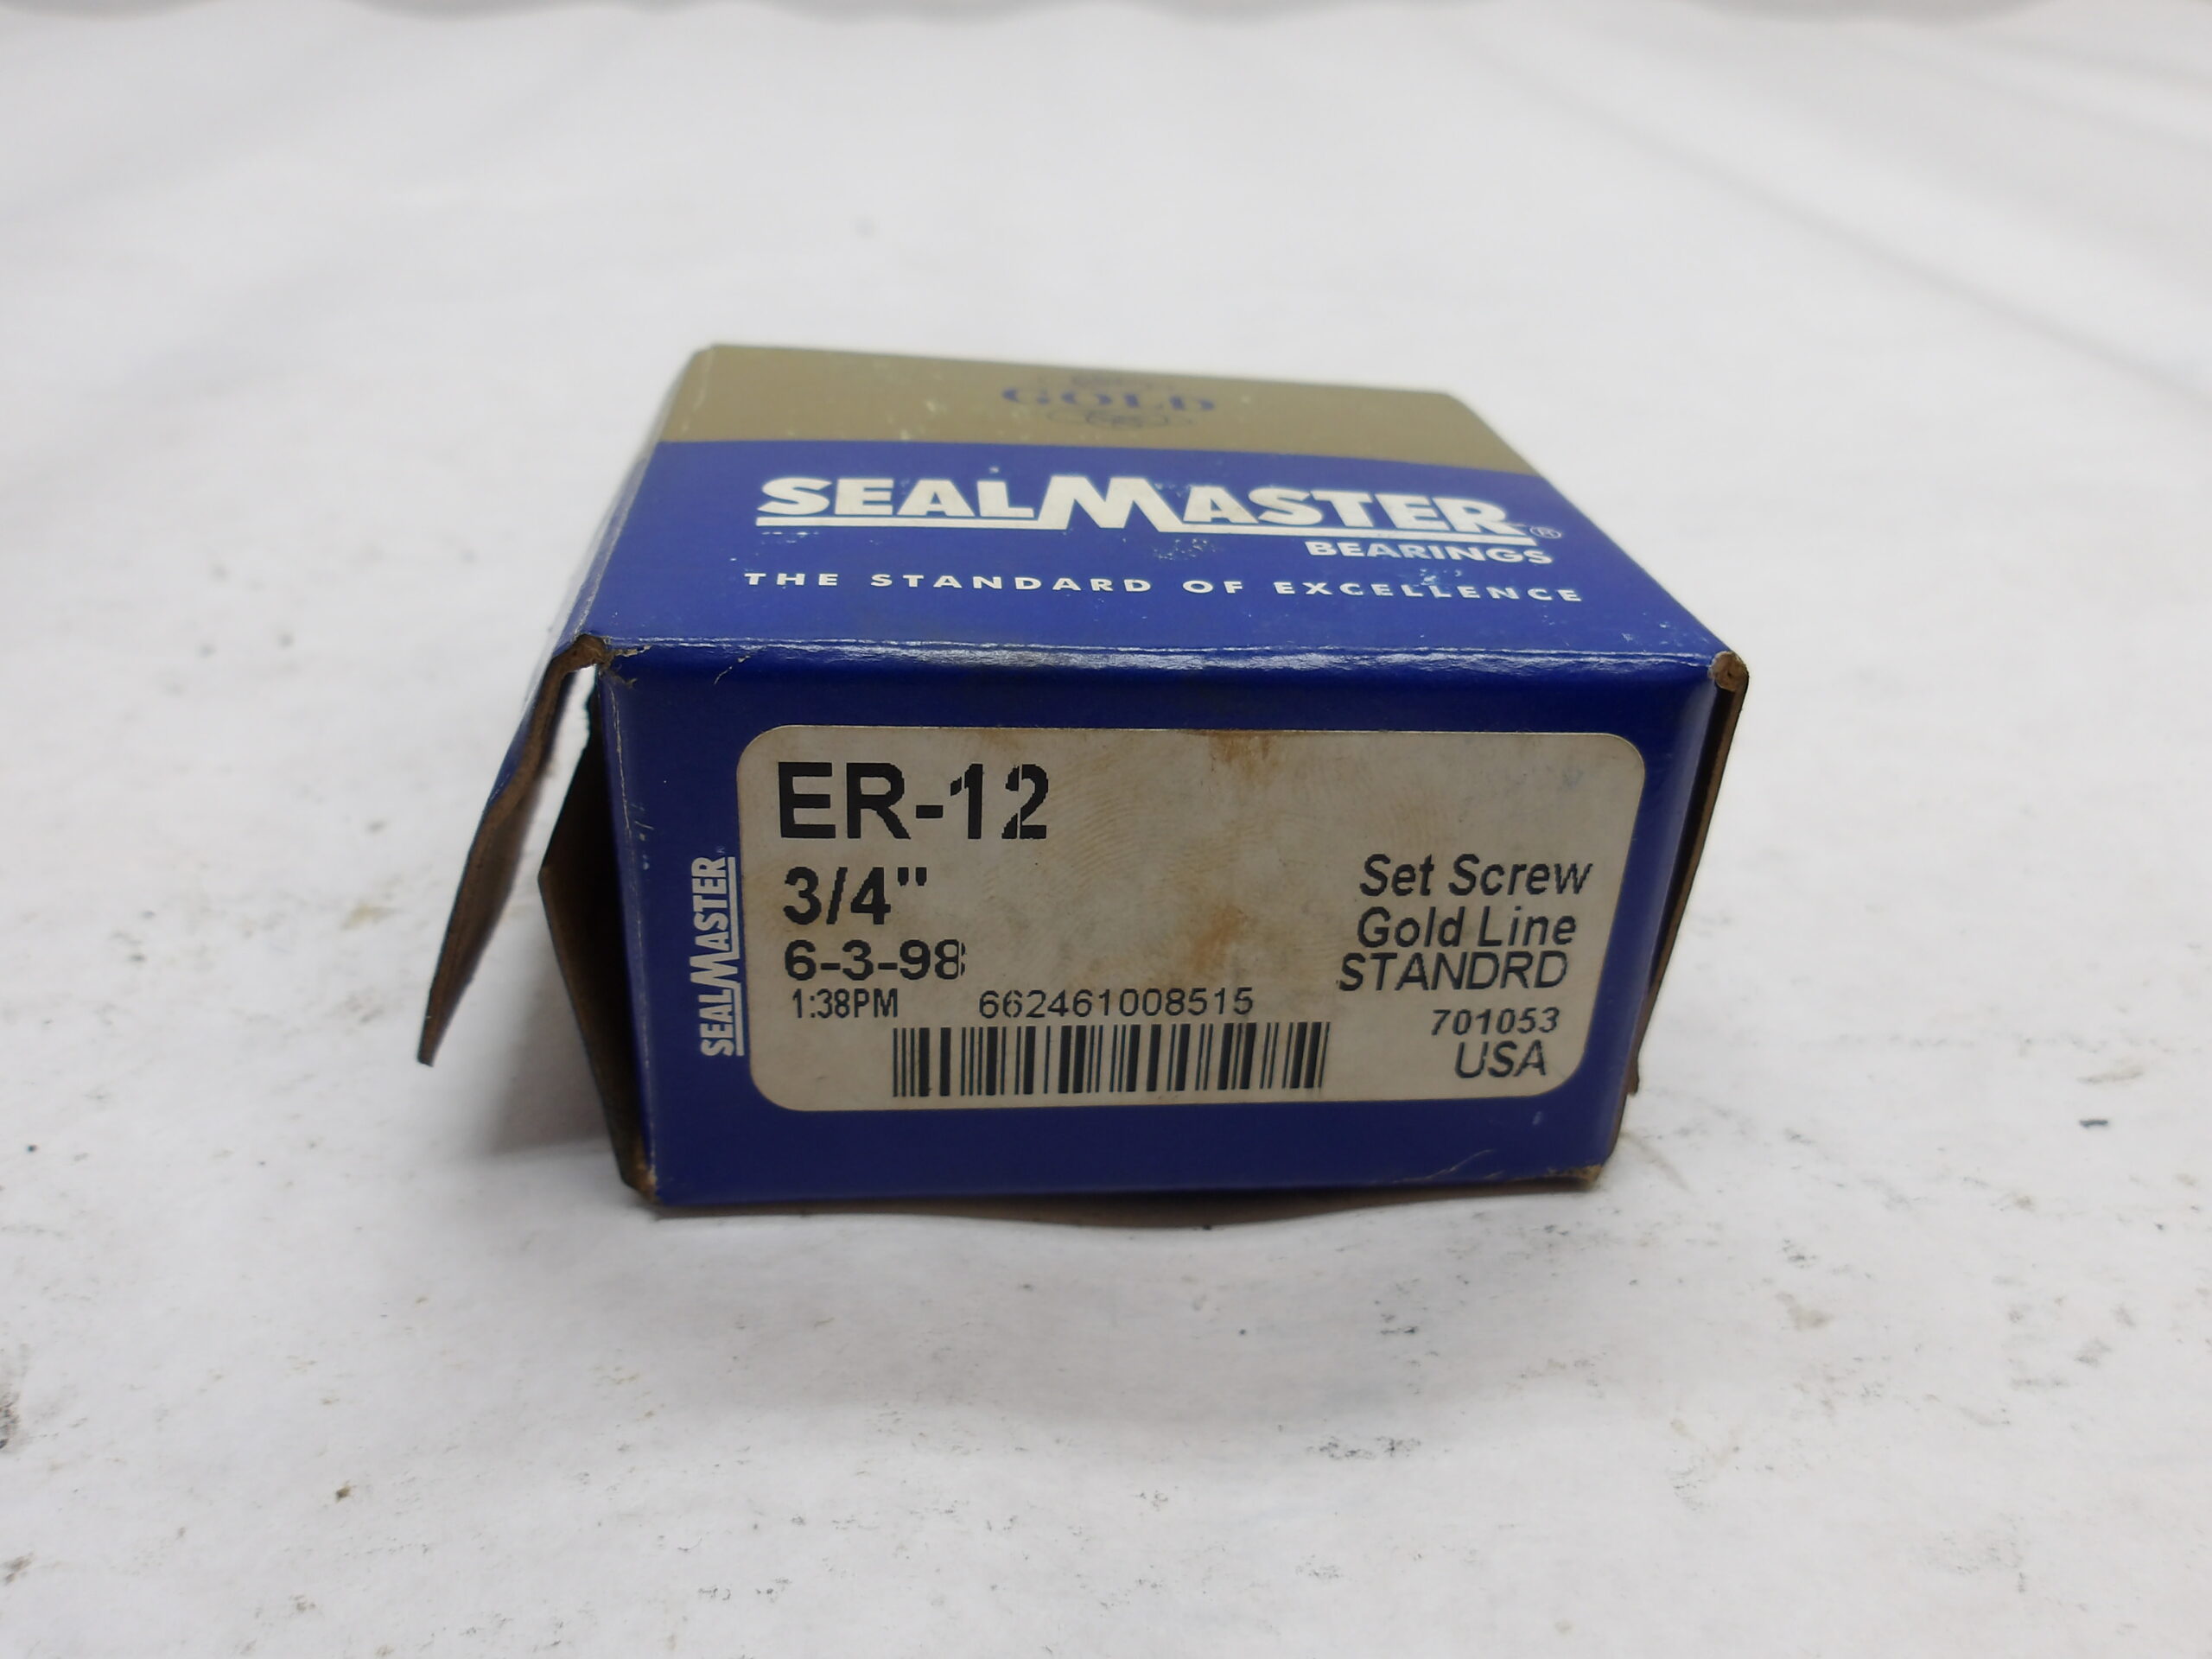 GOLD
SEALMASTER®
BEARINGS
THE STANDARD OF EXCELLENCE
SEALMASTER
ER-12
3/4"
6-3-98
1:38PM
662461008515
Set Screw
Gold Line
STANDRD
701053
USA